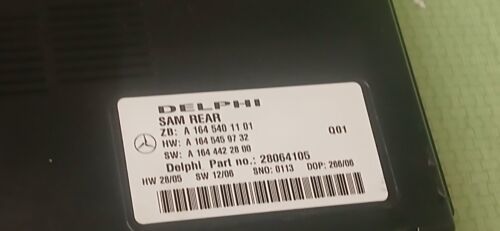 DELPHI
SAM REAR
ZB: A 164 540 11 01
HW: A 164 545 97 32 Q01
SW: A 164 442 28 00
Delphi Part no.: 28064105
HW 28/05 SW 12/06 SNO: 0113 DOP: 266/06